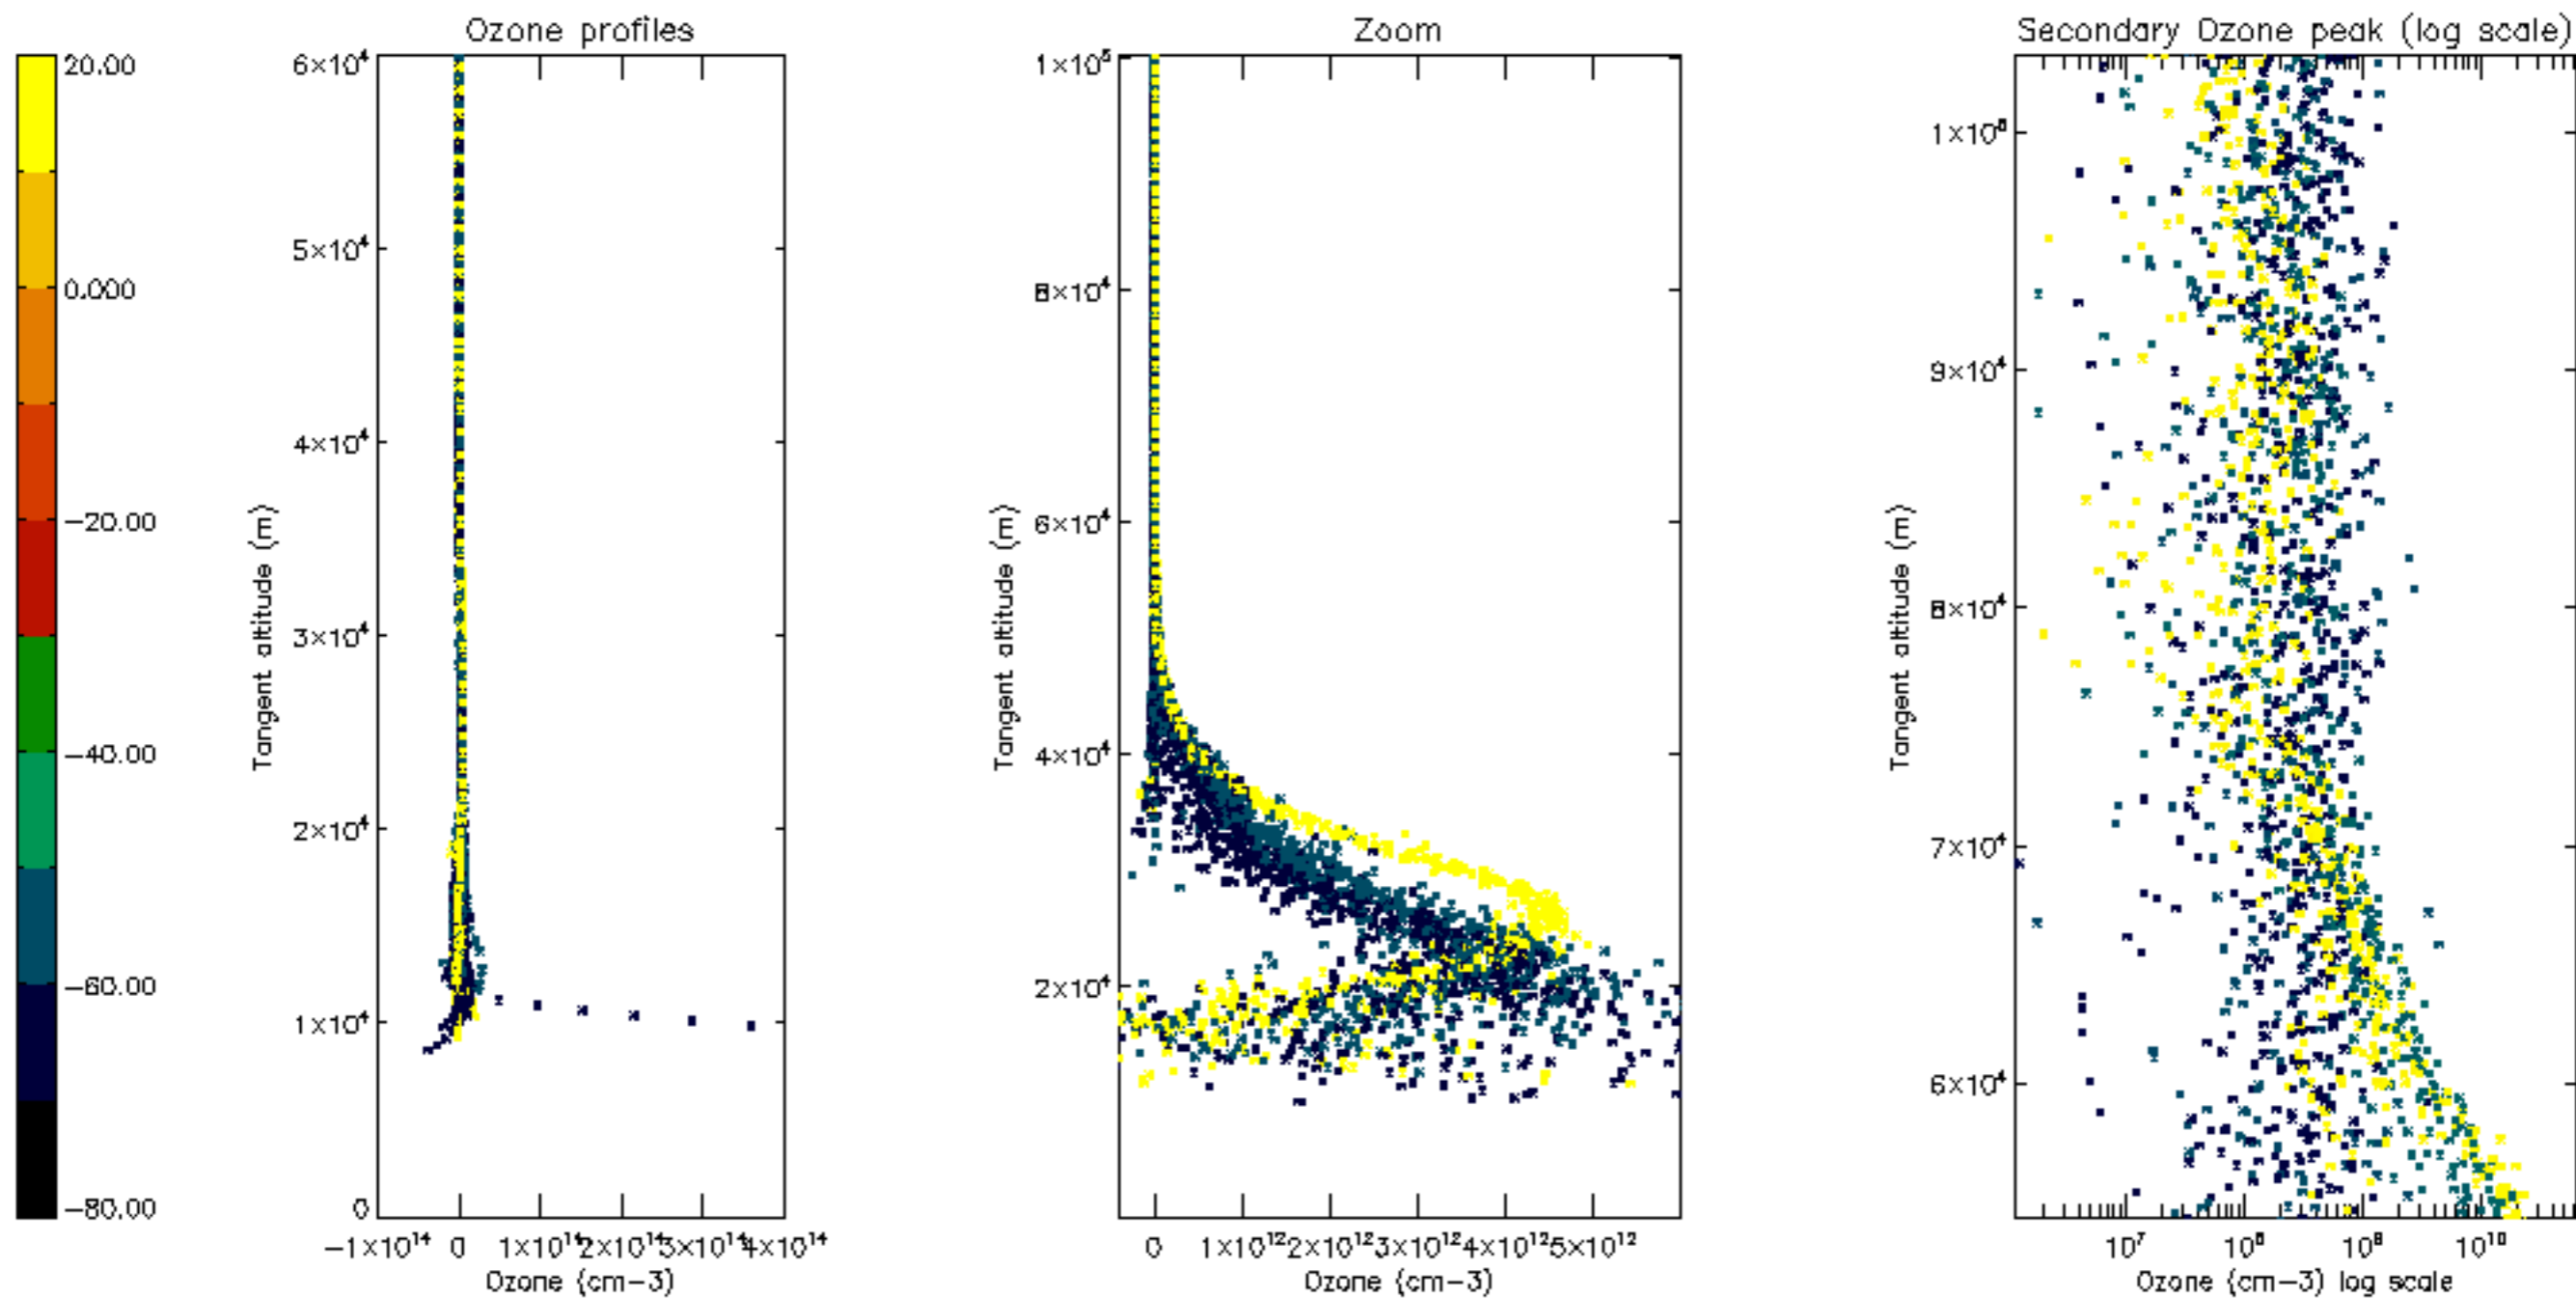 Ozone profiles
Zoom
Secondary Ozone peak (log scale)
20.00
0.000
−20.00
−40.00
−60.00
−80.00
Tangent altitude (m)
6×10⁴
5×10⁴
4×10⁴
3×10⁴
2×10⁴
1×10⁴
0
−1×10¹⁴ 0 1×10¹⁴ 2×10¹⁴ 3×10¹⁴ 4×10¹⁴
Ozone (cm−3)
Tangent altitude (m)
1×10⁵
8×10⁴
6×10⁴
4×10⁴
2×10⁴
0 1×10¹² 2×10¹² 3×10¹² 4×10¹² 5×10¹²
Ozone (cm−3)
Tangent altitude (m)
1×10⁵
9×10⁴
8×10⁴
7×10⁴
6×10⁴
10⁷ 10⁸ 10⁹ 10¹⁰
Ozone (cm−3) log scale